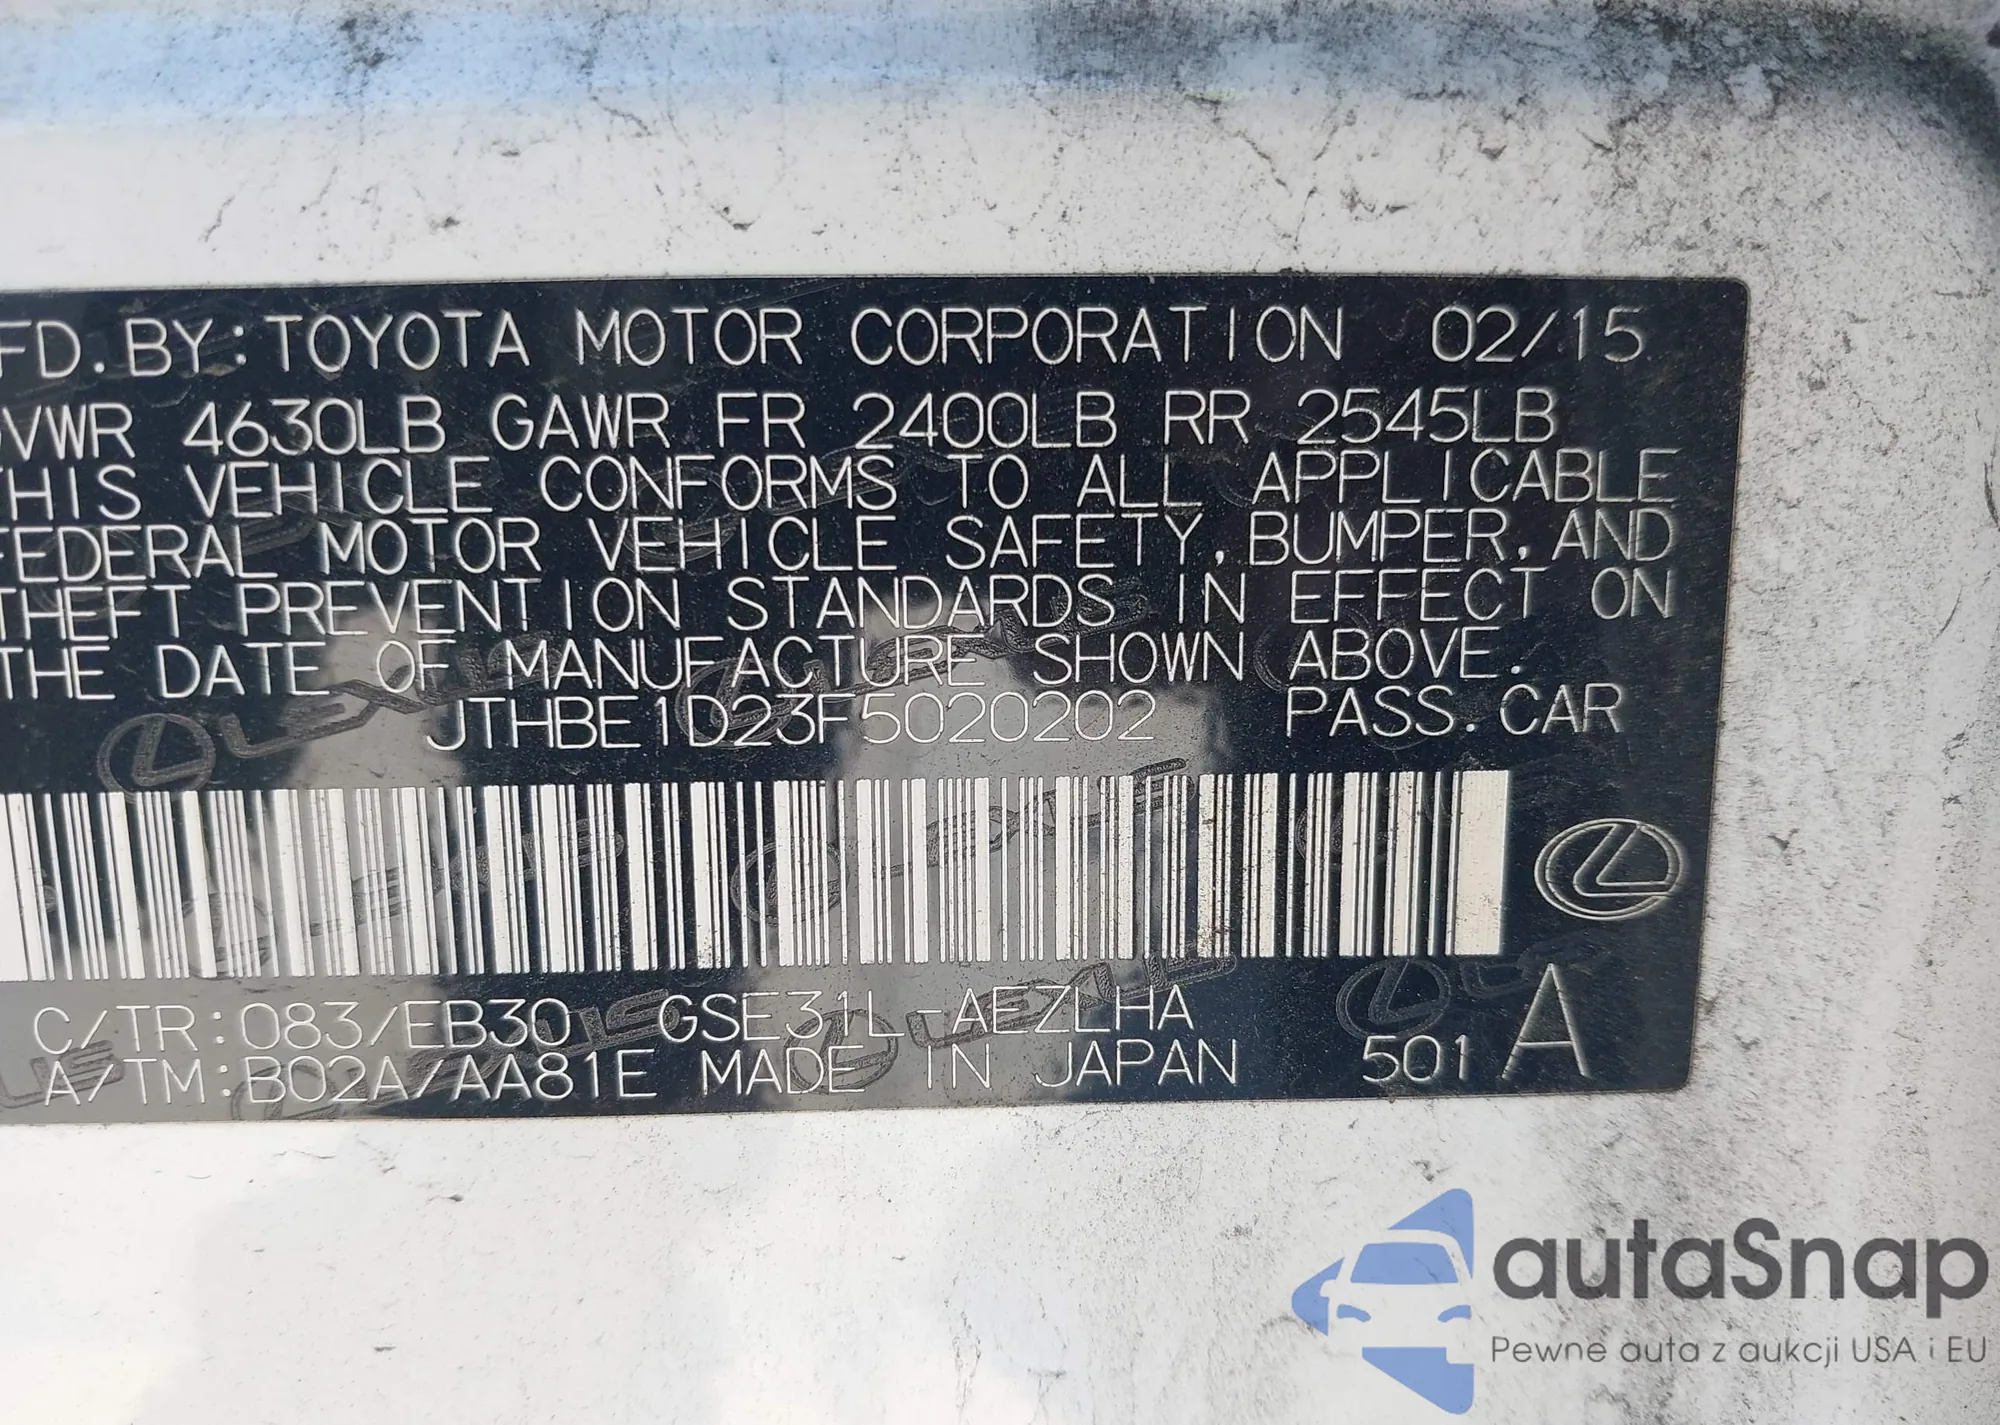 FD. BY: TOYOTA MOTOR CORPORATION 02/15
VWR 4630LB GAWR FR 2400LB RR 2545LB
THIS VEHICLE CONFORMS TO ALL APPLICABLE
FEDERAL MOTOR VEHICLE SAFETY, BUMPER, AND
THEFT PREVENTION STANDARDS IN EFFECT ON
THE DATE OF MANUFACTURE SHOWN ABOVE.
JTHBE1D23F5020202 PASS. CAR
C/TR: 083/EB30 GSE31L-AEZLHA
A/TM: B02A/AA81E MADE IN JAPAN 501 A
autaSnap
Pewne auta z aukcji USA i EU